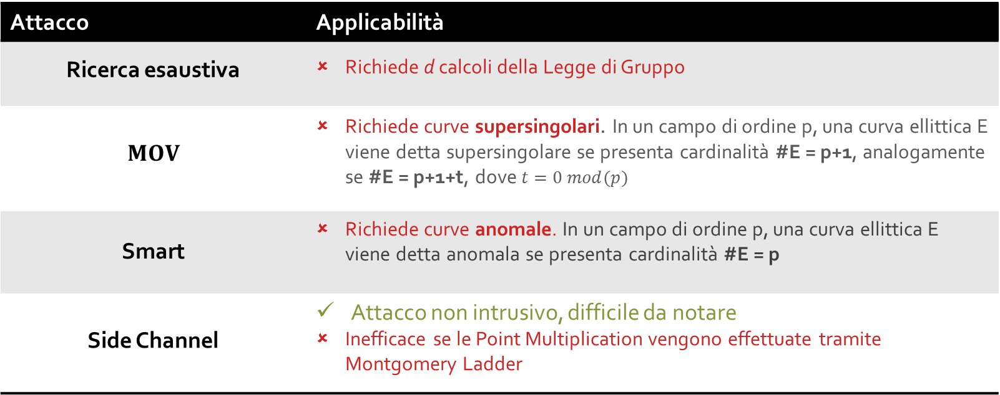 Attacco Applicabilità
Ricerca esaustiva
× Richiede d calcoli della Legge di Gruppo
MOV
× Richiede curve supersingolari. In un campo di ordine p, una curva ellittica E
viene detta supersingolare se presenta cardinalità #E = p+1, analogamente
se #E = p+1+t, dove t = 0 mod(p)
Smart
× Richiede curve anomale. In un campo di ordine p, una curva ellittica E
viene detta anomala se presenta cardinalità #E = p
Side Channel
✓ Attacco non intrusivo, difficile da notare
× Inefficace se le Point Multiplication vengono effettuate tramite
Montgomery Ladder